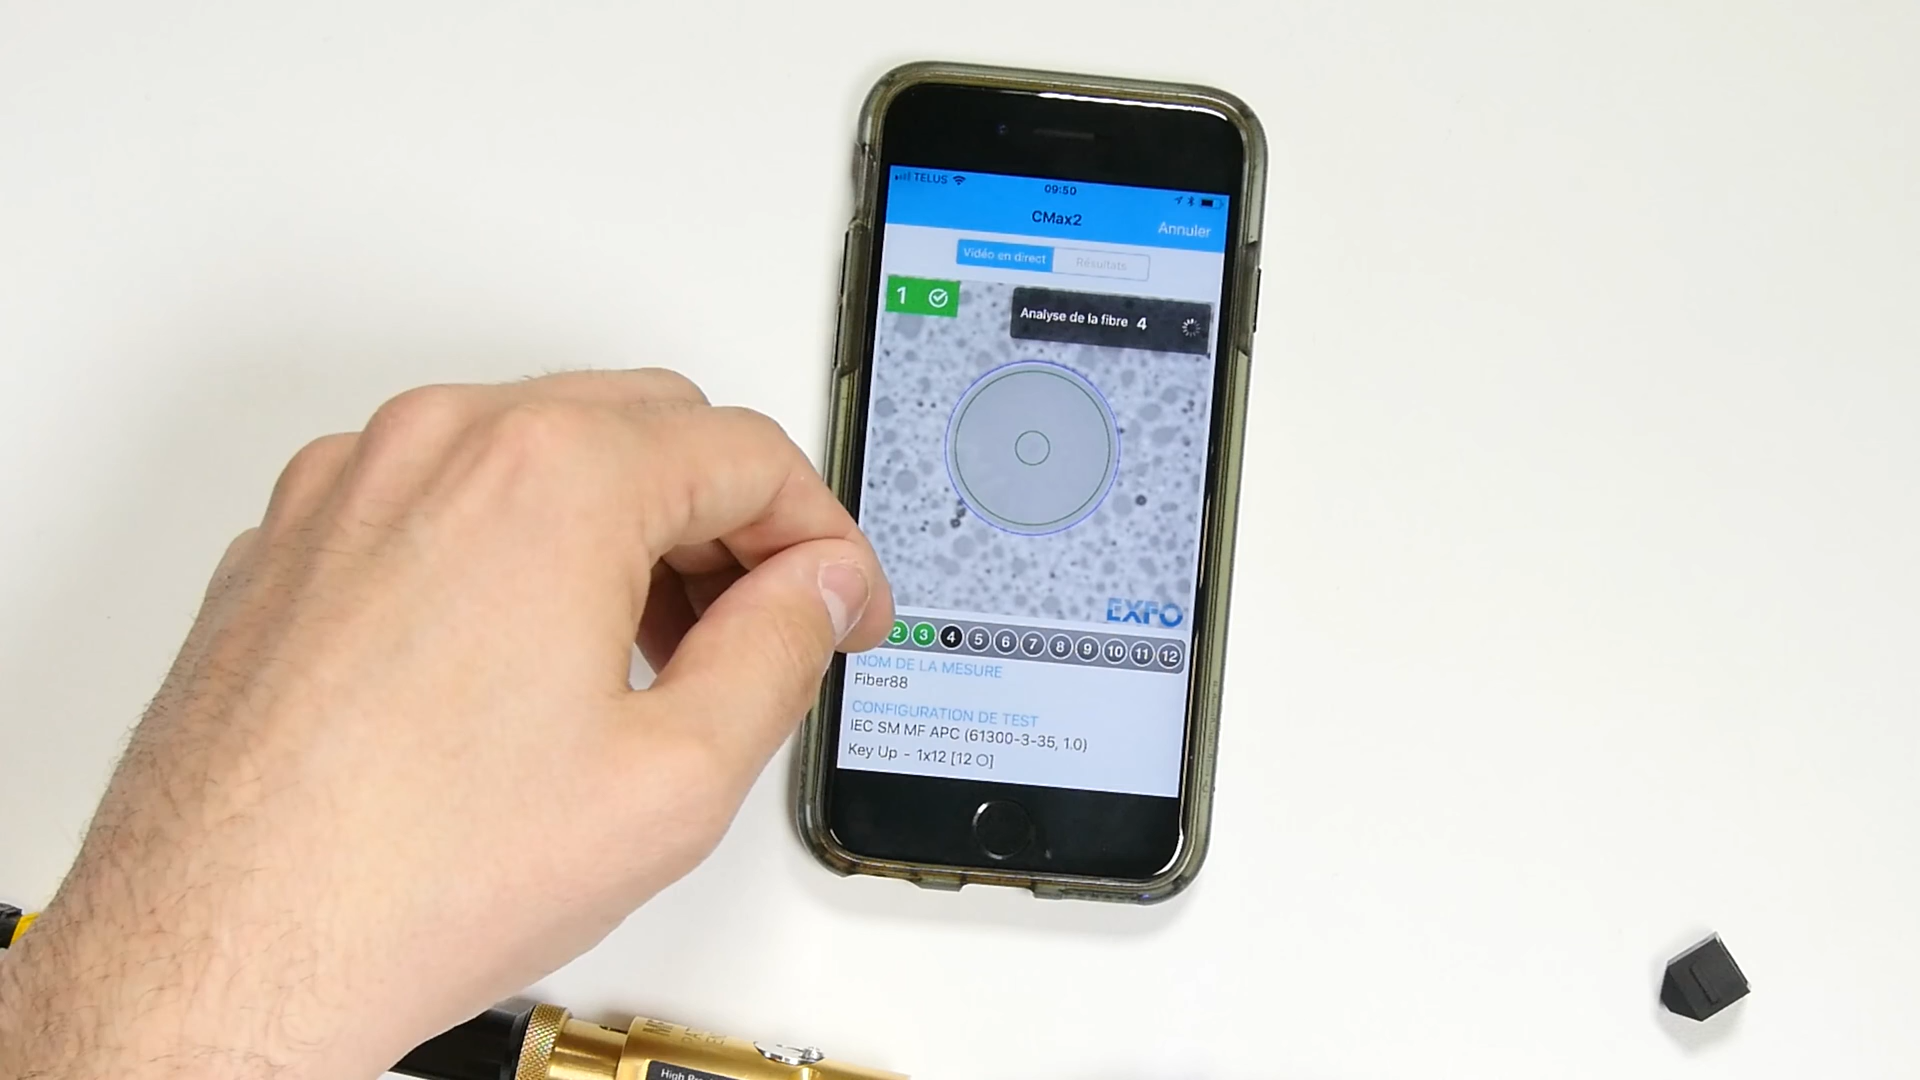 TELUS
09:50
CMax2
Annuler
Vidéo en direct
Résultats
1
Analyse de la fibre 4
EXFO
2 3 4 5 6 7 8 9 10 11 12
NOM DE LA MESURE
Fiber88
CONFIGURATION DE TEST
IEC SM MF APC (61300-3-35, 1.0)
Key Up - 1x12 [12 O]
High